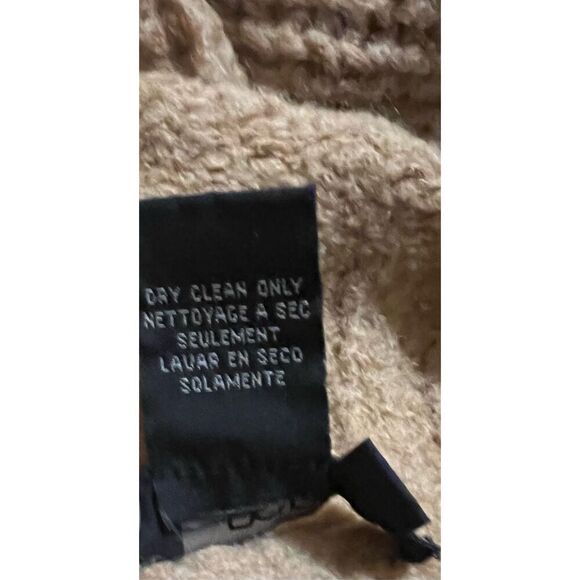 DRY CLEAN ONLY
NETTOYAGE A SEC
SEULEMENT
LAVAR EN SECO
SOLAMENTE